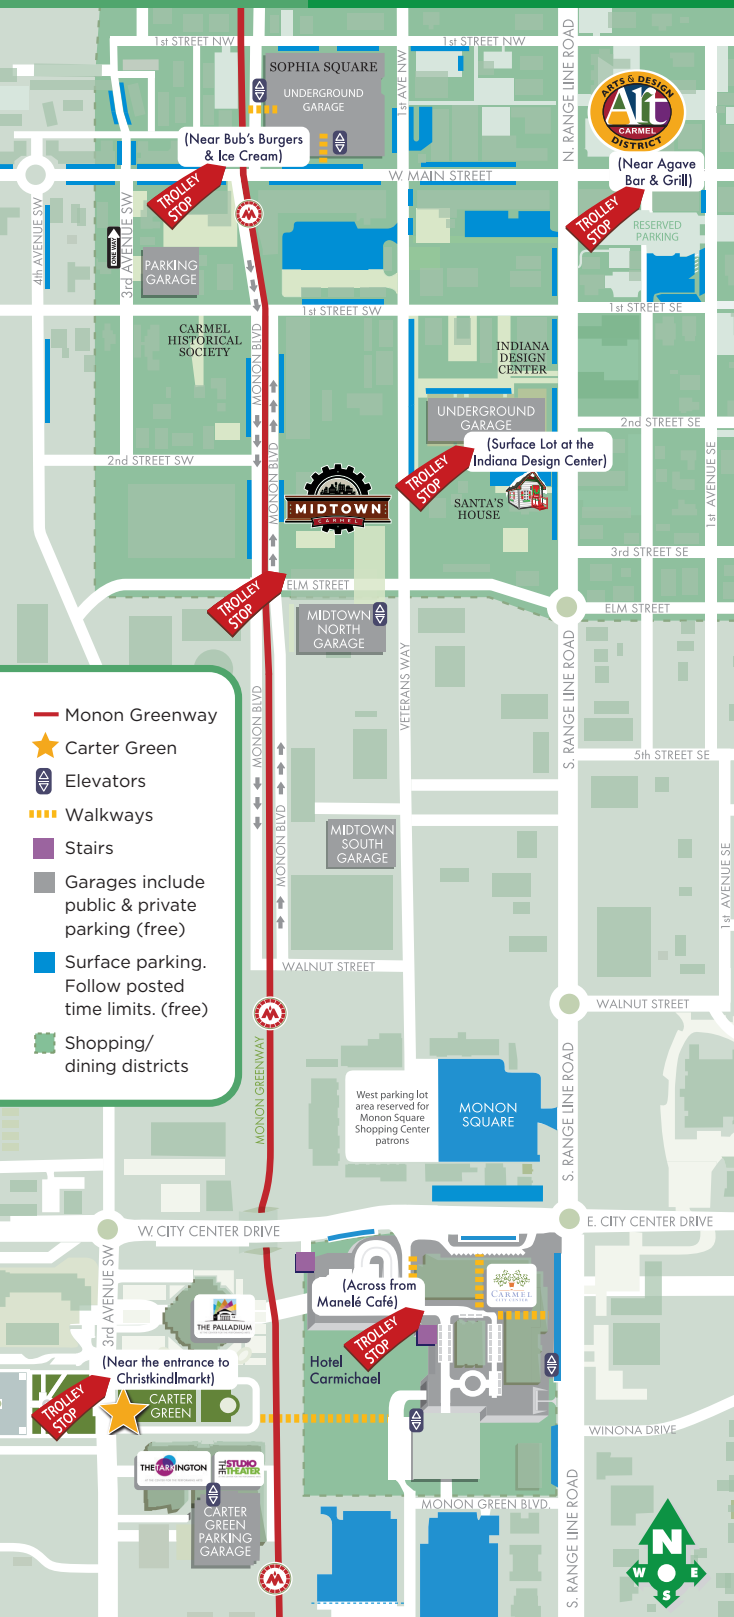 1st STREET NW
1st STREET NW
SOPHIA SQUARE
UNDERGROUND
GARAGE
1st AVE NW
N. RANGE LINE ROAD
ARTS & DESIGN
Art
CARMEL
DISTRICT
(Near Bub's Burgers
& Ice Cream)
TROLLEY
STOP
W. MAIN STREET
(Near Agave
Bar & Grill)
TROLLEY
STOP
RESERVED
PARKING
4th AVENUE SW
ONE WAY
3rd AVENUE SW
M
PARKING
GARAGE
1st STREET SW
1st STREET SE
CARMEL
HISTORICAL
SOCIETY
MONON BLVD
INDIANA
DESIGN
CENTER
UNDERGROUND
GARAGE
2nd STREET SE
(Surface Lot at the
Indiana Design Center)
TROLLEY
STOP
2nd STREET SW
MONON BLVD
1st AVENUE SE
MIDTOWN
CARMEL
SANTA'S
HOUSE
3rd STREET SE
TROLLEY
STOP
ELM STREET
ELM STREET
MIDTOWN
NORTH
GARAGE
VETERANS WAY
S. RANGE LINE ROAD
MONON BLVD
5th STREET SE
Monon Greenway
Carter Green
Elevators
Walkways
Stairs
Garages include
public & private
parking (free)
Surface parking.
Follow posted
time limits. (free)
Shopping/
dining districts
MONON BLVD
MIDTOWN
SOUTH
GARAGE
1st AVENUE SE
WALNUT STREET
WALNUT STREET
M
MONON GREENWAY
S. RANGE LINE ROAD
West parking lot
area reserved for
Monon Square
Shopping Center
patrons
MONON
SQUARE
W. CITY CENTER DRIVE
E. CITY CENTER DRIVE
3rd AVENUE SW
THE PALLADIUM
(Across from
Manelé Café)
TROLLEY
STOP
CARMEL
CITY CENTER
Hotel
Carmichael
(Near the entrance to
Christkindlmarkt)
TROLLEY
STOP
CARTER
GREEN
WINONA DRIVE
THE TARKINGTON
THE STUDIO
THEATER
CARTER
GREEN
PARKING
GARAGE
MONON GREEN BLVD.
S. RANGE LINE ROAD
M
N
W E
S